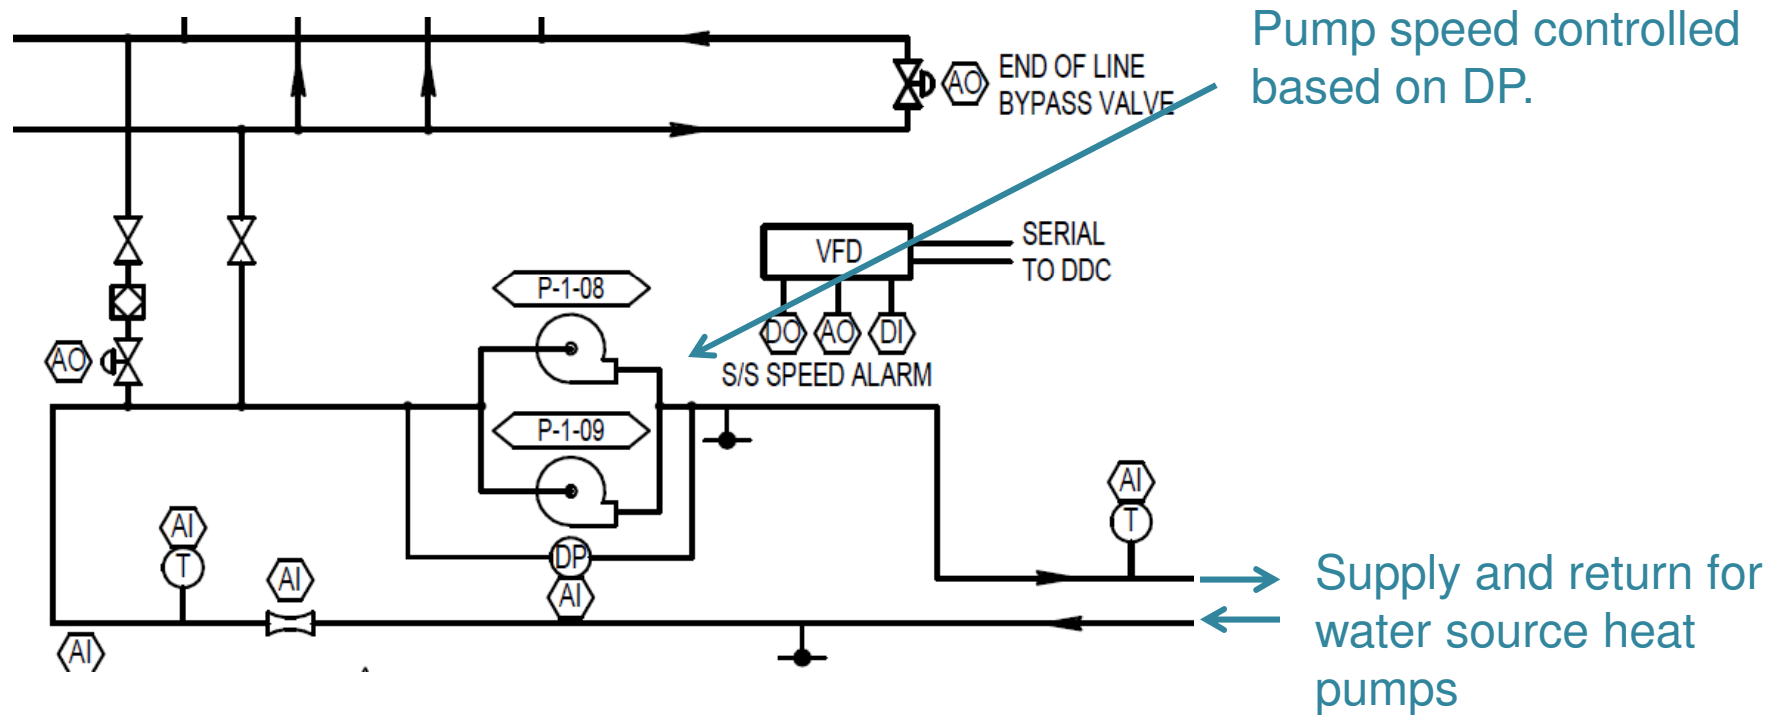 Pump speed controlled
based on DP.
AO
END OF LINE
BYPASS VALVE
VFD
SERIAL
TO DDC
P-1-08
DO AO DI
S/S SPEED ALARM
AO
P-1-09
AI
T
AI
T
AI
DP
AI
AI
Supply and return for
water source heat
pumps